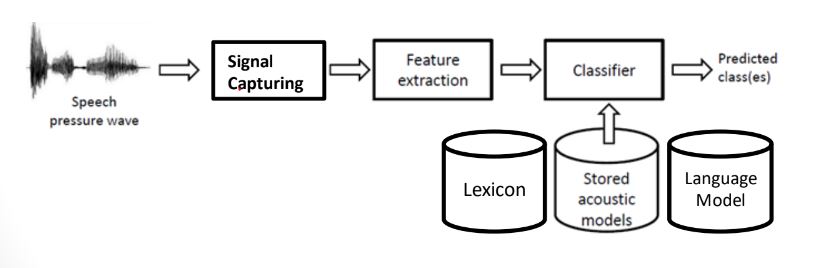 Speech
pressure wave
Signal
Capturing
Feature
extraction
Classifier
Predicted
class(es)
Lexicon
Stored
acoustic
models
Language
Model